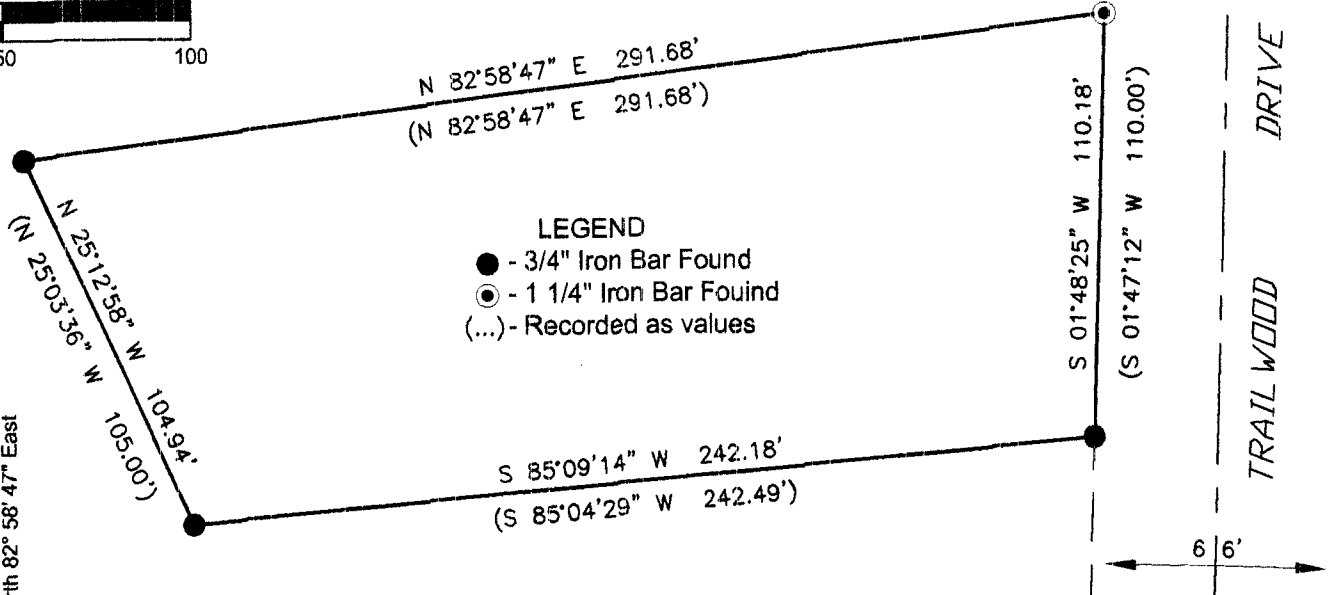 50
100
N 82°58'47" E 291.68'
(N 82°58'47" E 291.68')
N 25°12'58" W 104.94'
(N 25°03'36" W 105.00')
LEGEND
- 3/4" Iron Bar Found
- 1 1/4" Iron Bar Fouind
(...) - Recorded as values
S 01°48'25" W 110.18'
(S 01°47'12" W 110.00')
TRAILWOOD DRIVE
S 85°09'14" W 242.18'
(S 85°04'29" W 242.49')
66'
th 82° 58' 47" East